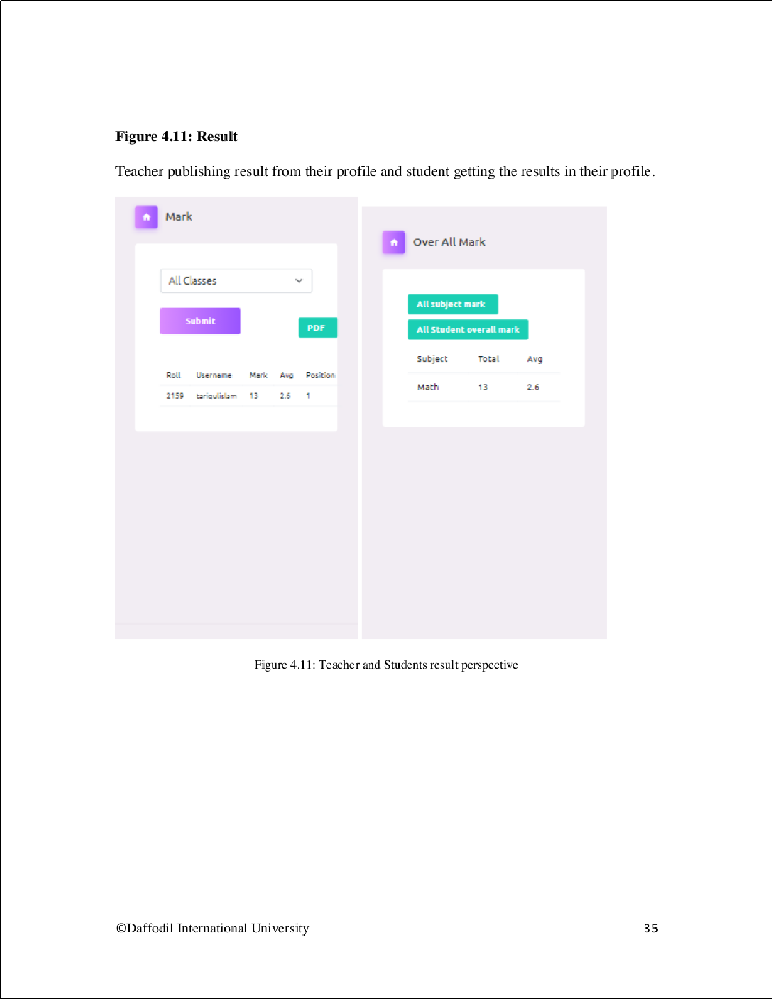 Figure 4.11: Result
Teacher publishing result from their profile and student getting the results in their profile.
Mark
All Classes
Submit
PDF
Roll Username Mark Avg Position
2159 tariqulislam 13 2.6 1
Over All Mark
All subject mark
All Student overall mark
Subject Total Avg
Math 13 2.6
Figure 4.11: Teacher and Students result perspective
©Daffodil International University 35